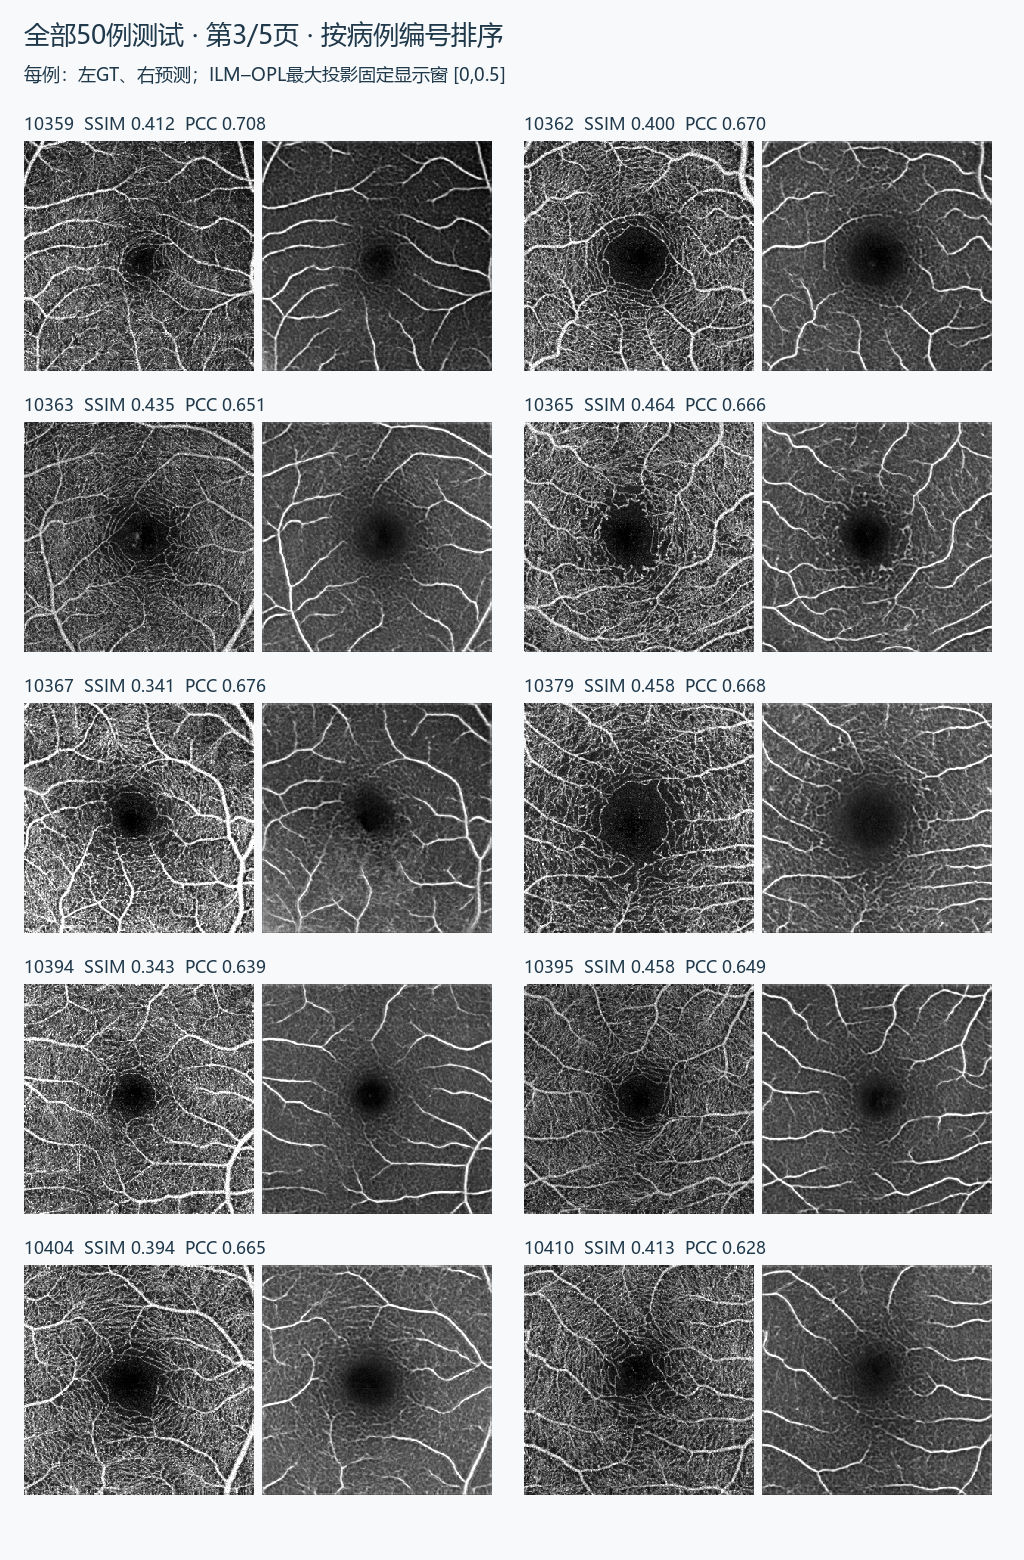 全部50例测试 · 第3/5页 · 按病例编号排序
每例：左GT、右预测；ILM–OPL最大投影固定显示窗 [0,0.5]
10359 SSIM 0.412 PCC 0.708
10362 SSIM 0.400 PCC 0.670
10363 SSIM 0.435 PCC 0.651
10365 SSIM 0.464 PCC 0.666
10367 SSIM 0.341 PCC 0.676
10379 SSIM 0.458 PCC 0.668
10394 SSIM 0.343 PCC 0.639
10395 SSIM 0.458 PCC 0.649
10404 SSIM 0.394 PCC 0.665
10410 SSIM 0.413 PCC 0.628